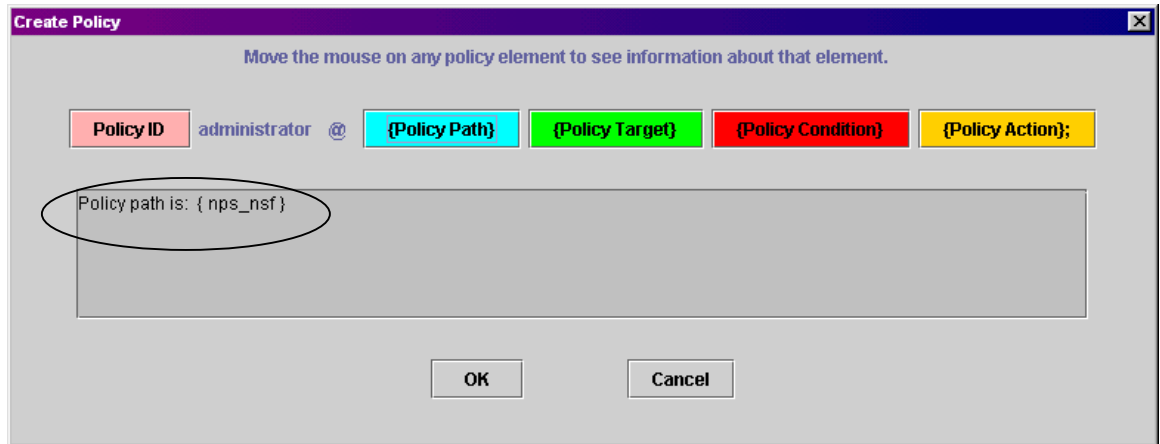 Create Policy
Move the mouse on any policy element to see information about that element.
Policy ID administrator @ {Policy Path} {Policy Target} {Policy Condition} {Policy Action};
Policy path is: { nps_nsf }
OK Cancel